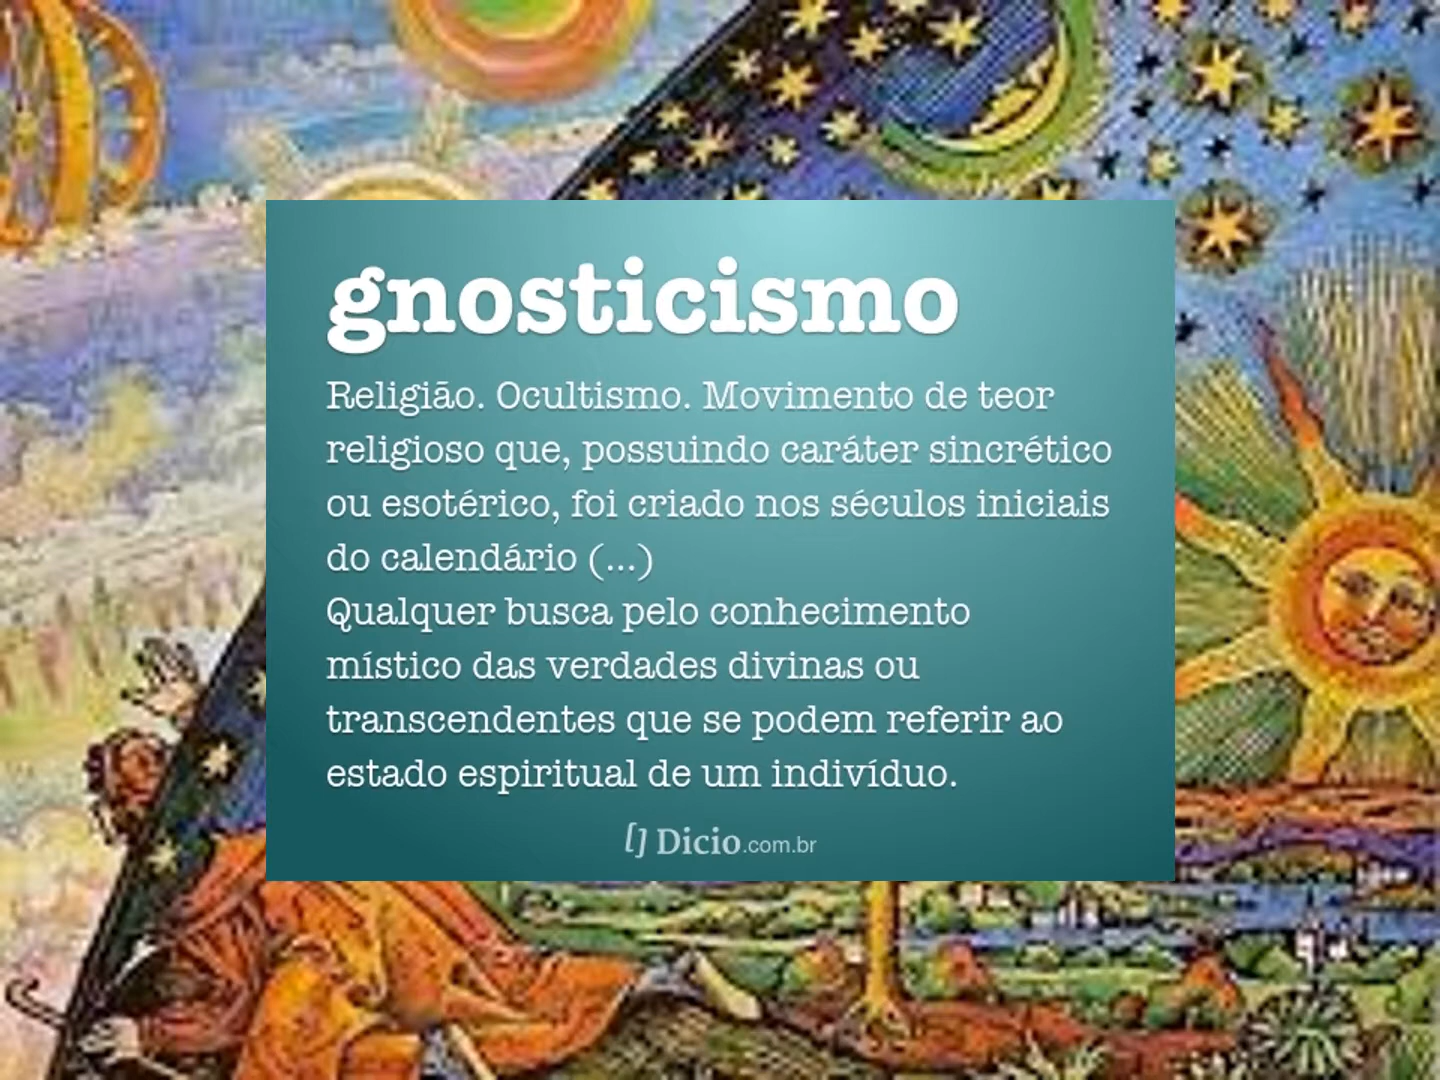 gnosticismo
Religião. Ocultismo. Movimento de teor
religioso que, possuindo caráter sincrético
ou esotérico, foi criado nos séculos iniciais
do calendário (...)
Qualquer busca pelo conhecimento
místico das verdades divinas ou
transcendentes que se podem referir ao
estado espiritual de um indivíduo.
[] Dicio.com.br